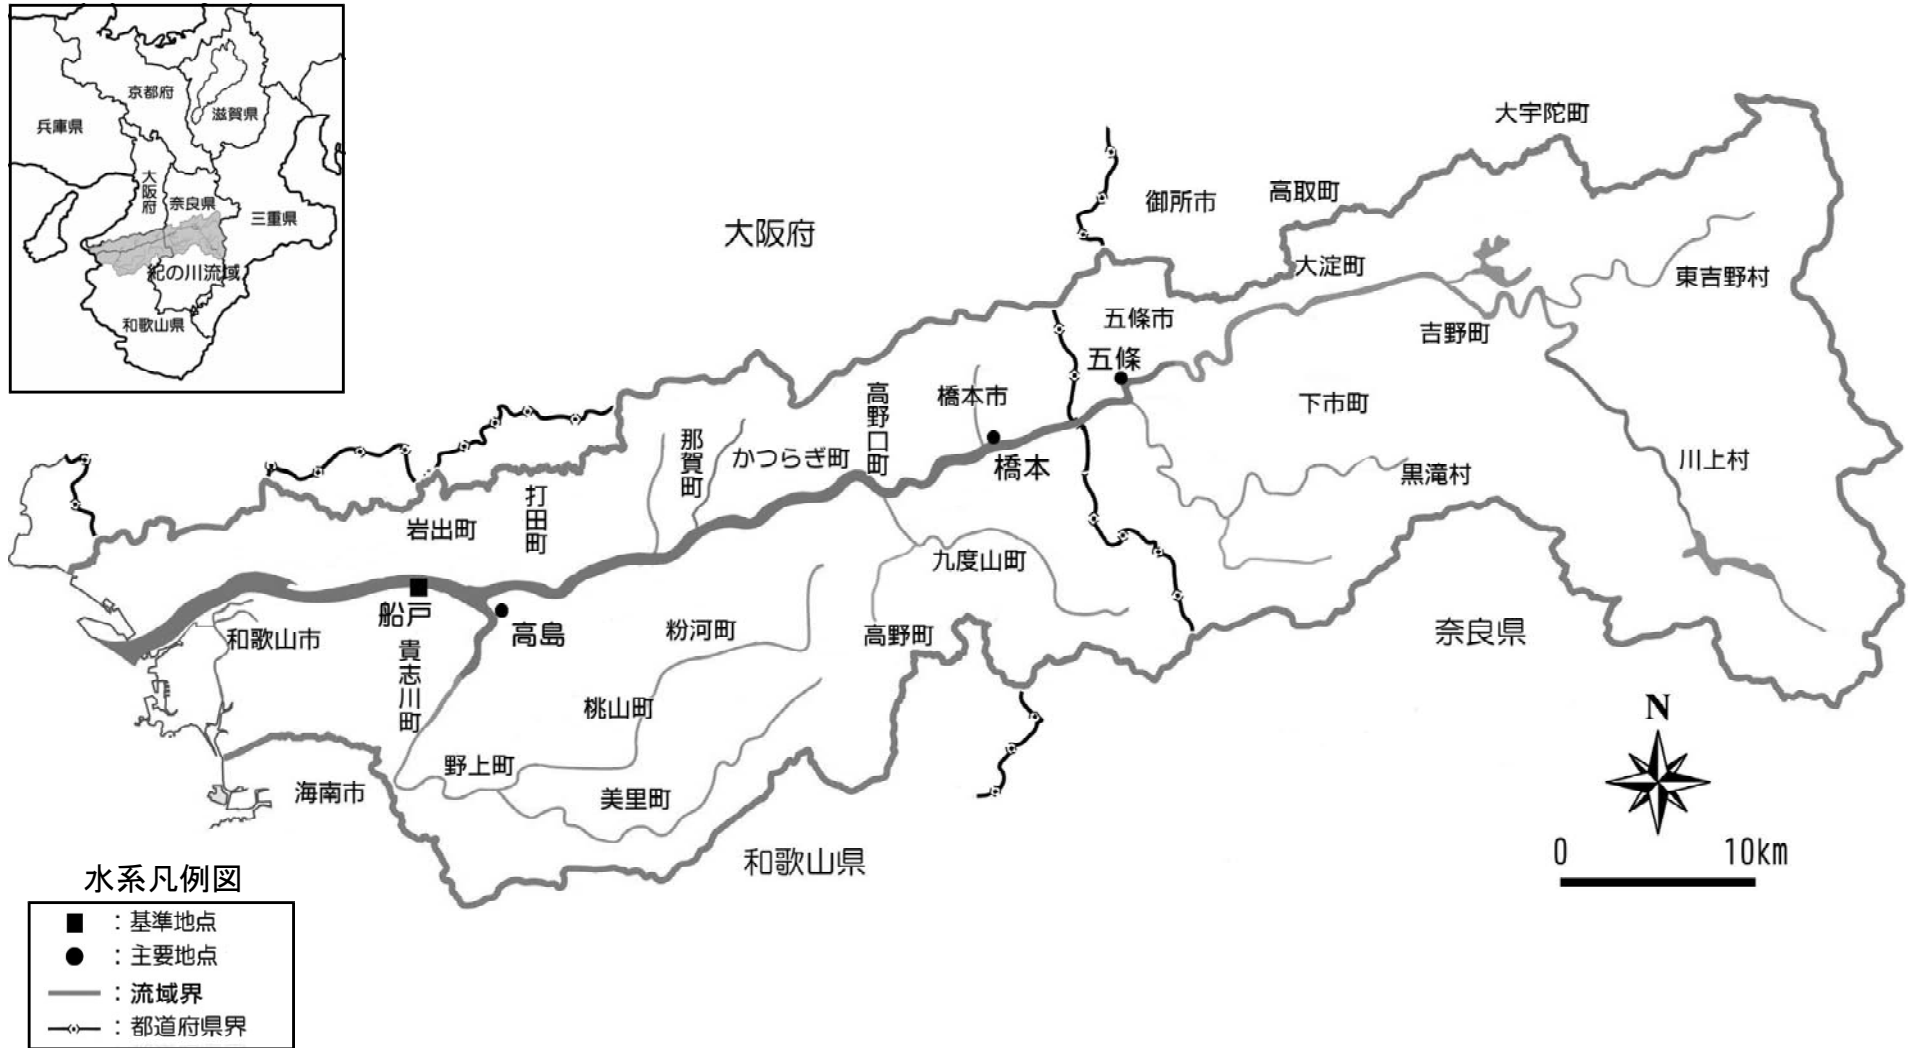 京都府
滋賀県
兵庫県
大阪府
奈良県
三重県
紀の川流域
和歌山県
大宇陀町
御所市
高取町
大阪府
大淀町
東吉野村
五條市
吉野町
五條
高野口町
橋本市
下市町
那賀町
かつらぎ町
橋本
黒滝村
川上村
打田町
岩出町
九度山町
船戸
高島
和歌山市
粉河町
高野町
奈良県
貴志川町
桃山町
N
野上町
海南市
美里町
和歌山県
0 10km
水系凡例図
■ : 基準地点
● : 主要地点
: 流域界
: 都道府県界